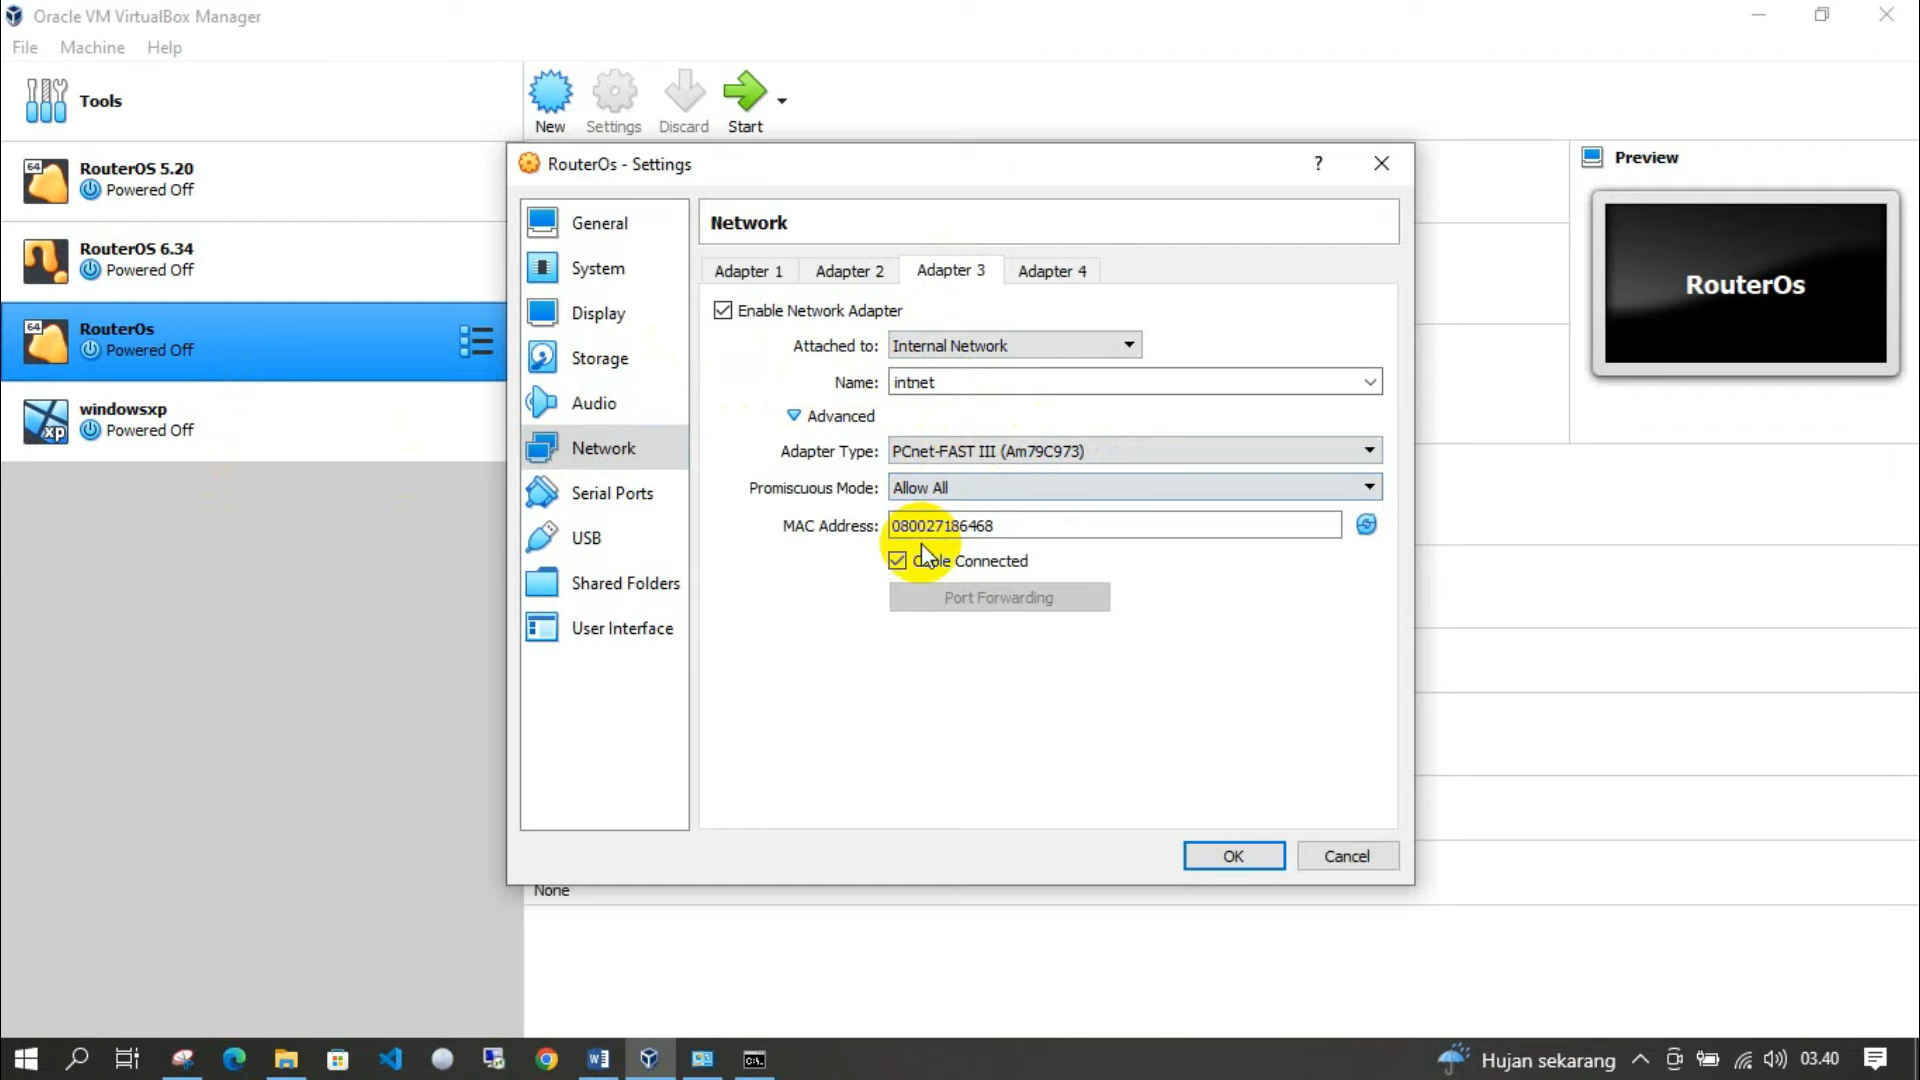 Oracle VM VirtualBox Manager
File Machine Help
Tools
New Settings Discard Start
64
RouterOS 5.20
Powered Off
RouterOS 6.34
Powered Off
64
RouterOs
Powered Off
xp
windowsxp
Powered Off
RouterOs - Settings
?
General
System
Display
Storage
Audio
Network
Serial Ports
USB
Shared Folders
User Interface
Network
Adapter 1 Adapter 2 Adapter 3 Adapter 4
Enable Network Adapter
Attached to: Internal Network
Name: intnet
Advanced
Adapter Type: PCnet-FAST III (Am79C973)
Promiscuous Mode: Allow All
MAC Address: 080027186468
Cable Connected
Port Forwarding
OK Cancel
None
Preview
RouterOs
Hujan sekarang 03.40